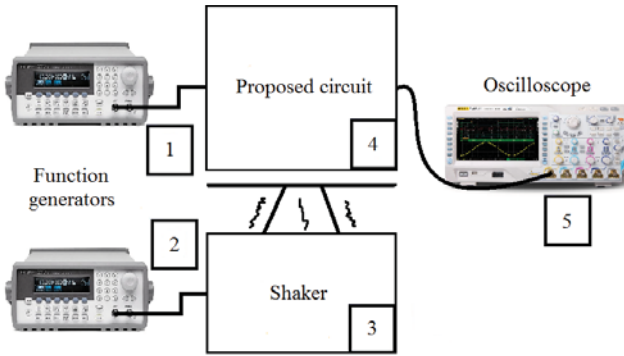 Proposed circuit
Oscilloscope
1
4
Function
generators
5
2
Shaker
3